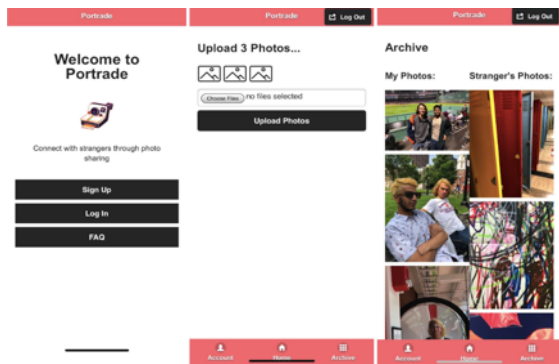 Portrade
Welcome to
Portrade
Connect with strangers through photo
sharing
Sign Up
Log In
FAQ
Portrade
Log Out
Upload 3 Photos...
Choose Files no files selected
Upload Photos
Account
Home
Archive
Portrade
Log Out
Archive
My Photos:
Stranger's Photos:
Account
Home
Archive